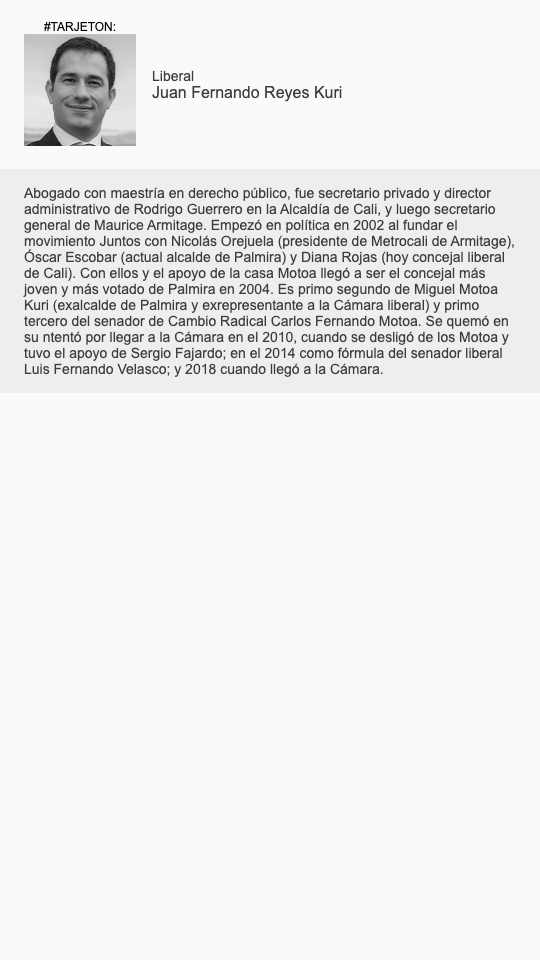 #TARJETON:
Liberal
Juan Fernando Reyes Kuri
Abogado con maestría en derecho público, fue secretario privado y director
administrativo de Rodrigo Guerrero en la Alcaldía de Cali, y luego secretario
general de Maurice Armitage. Empezó en política en 2002 al fundar el
movimiento Juntos con Nicolás Orejuela (presidente de Metrocali de Armitage),
Óscar Escobar (actual alcalde de Palmira) y Diana Rojas (hoy concejal liberal
de Cali). Con ellos y el apoyo de la casa Motoa llegó a ser el concejal más
joven y más votado de Palmira en 2004. Es primo segundo de Miguel Motoa
Kuri (exalcalde de Palmira y exrepresentante a la Cámara liberal) y primo
tercero del senador de Cambio Radical Carlos Fernando Motoa. Se quemó en
su ntentó por llegar a la Cámara en el 2010, cuando se desligó de los Motoa y
tuvo el apoyo de Sergio Fajardo; en el 2014 como fórmula del senador liberal
Luis Fernando Velasco; y 2018 cuando llegó a la Cámara.